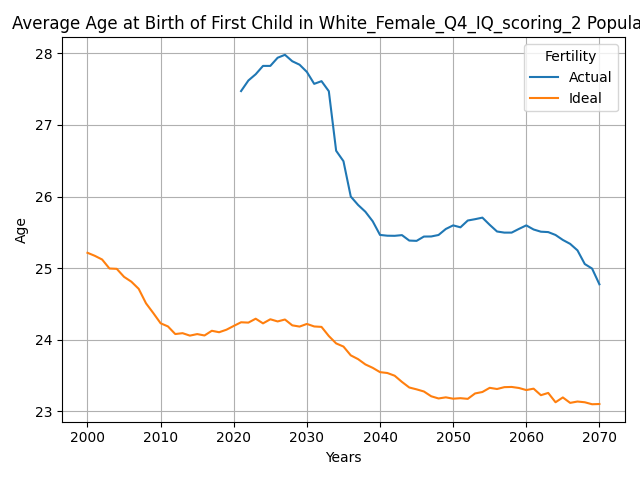 Average Age at Birth of First Child in White_Female_Q4_IQ_scoring_2 Popula
Fertility
Actual
Ideal
28
27
26
25
24
23
Age
2000 2010 2020 2030 2040 2050 2060 2070
Years